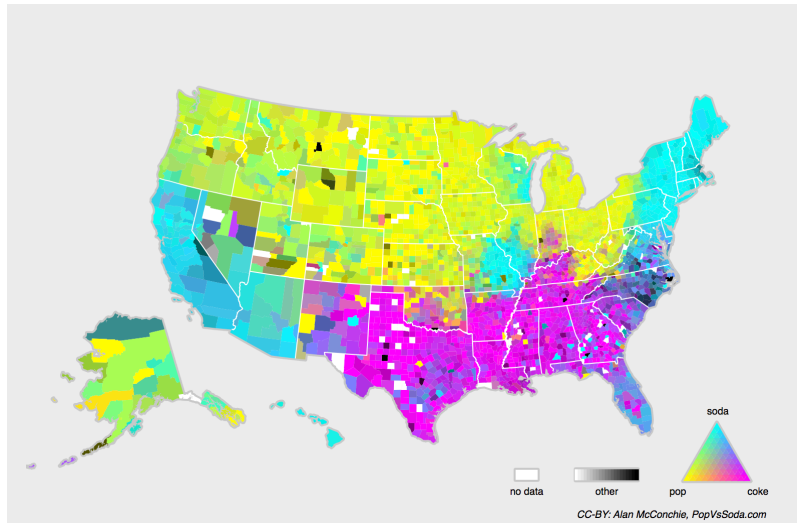 soda
no data
other
pop
coke
CC-BY: Alan McConchie, PopVsSoda.com